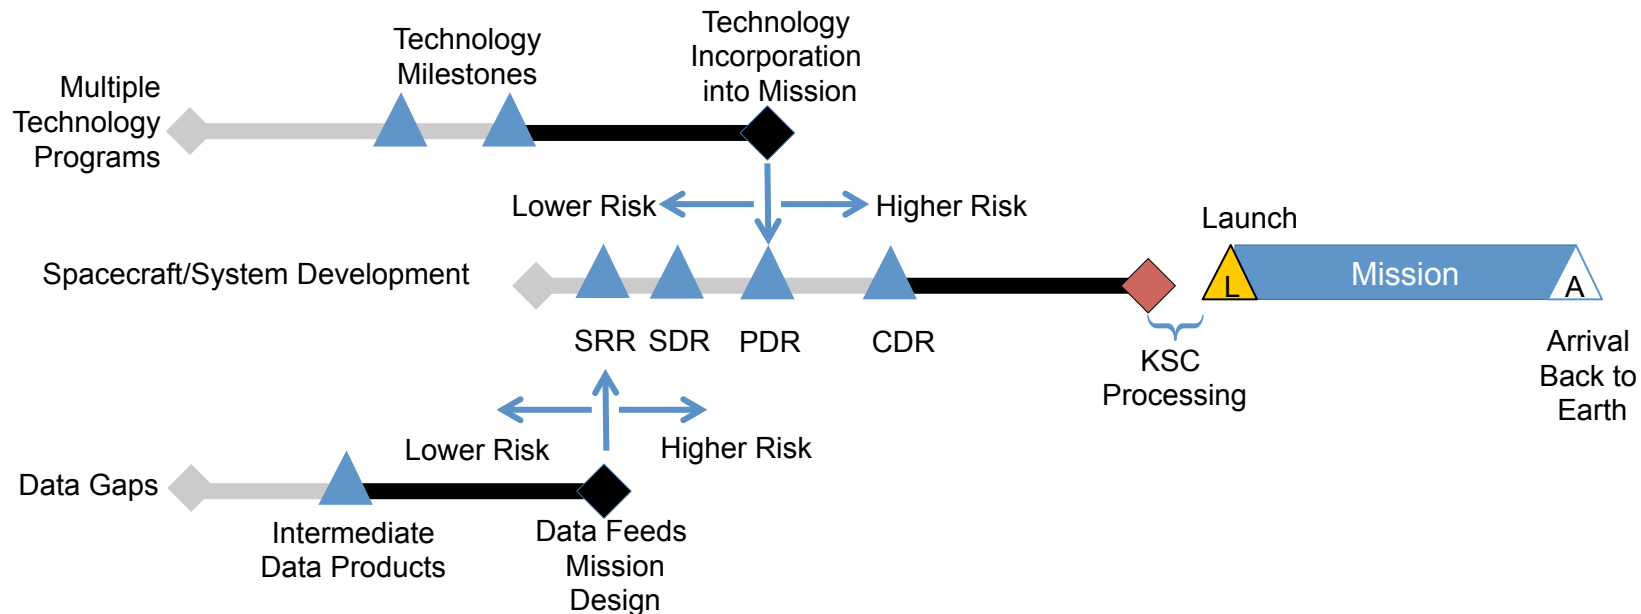 Multiple
Technology
Programs
Technology
Milestones
Technology
Incorporation
into Mission
Lower Risk
Higher Risk
Spacecraft/System Development
SRR
SDR
PDR
CDR
KSC
Processing
Launch
L
Mission
A
Arrival
Back to
Earth
Lower Risk
Higher Risk
Data Gaps
Intermediate
Data Products
Data Feeds
Mission
Design